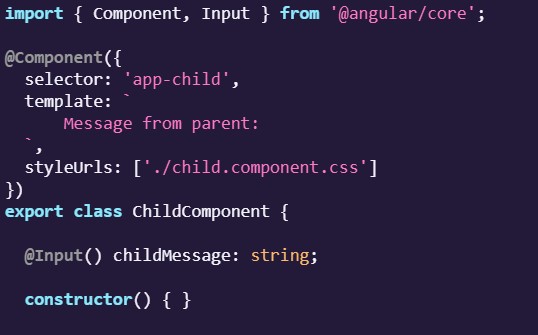 import { Component, Input } from '@angular/core';
@Component({
  selector: 'app-child',
  template: `
      Message from parent:
  `,
  styleUrls: ['./child.component.css']
})
export class ChildComponent {
  @Input() childMessage: string;
  constructor() { }